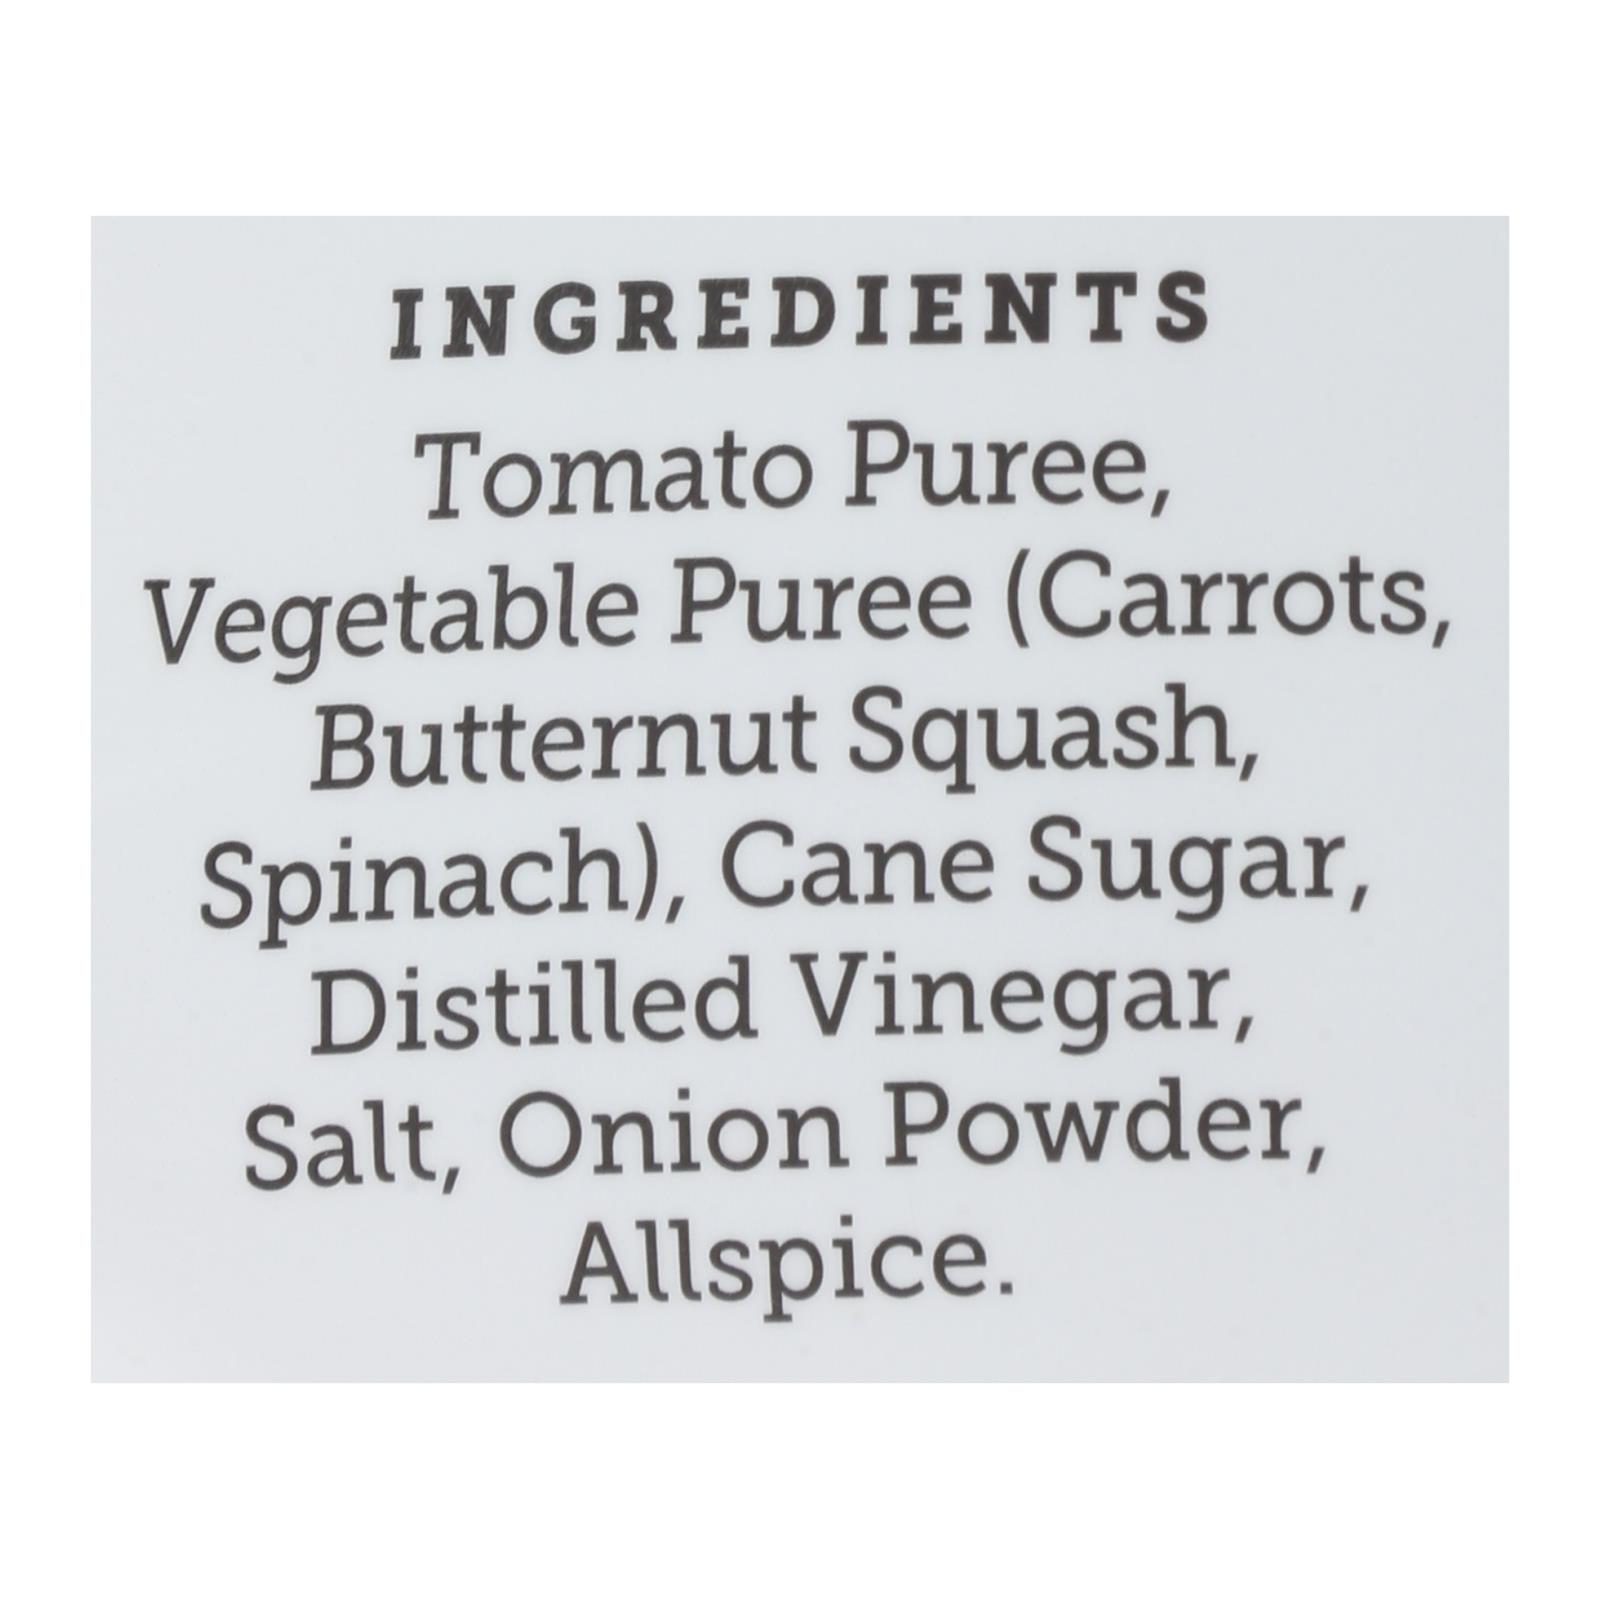 INGREDIENTS
Tomato Puree,
Vegetable Puree (Carrots,
Butternut Squash,
Spinach), Cane Sugar,
Distilled Vinegar,
Salt, Onion Powder,
Allspice.